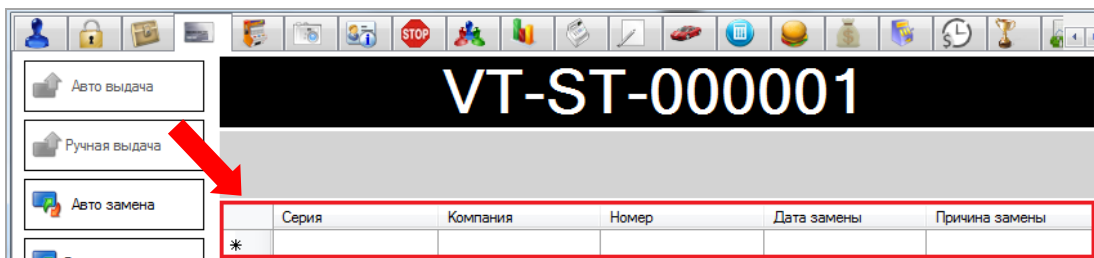 STOP
VT-ST-000001
Авто выдача
Ручная выдача
Авто замена
Серия Компания Номер Дата замены Причина замены